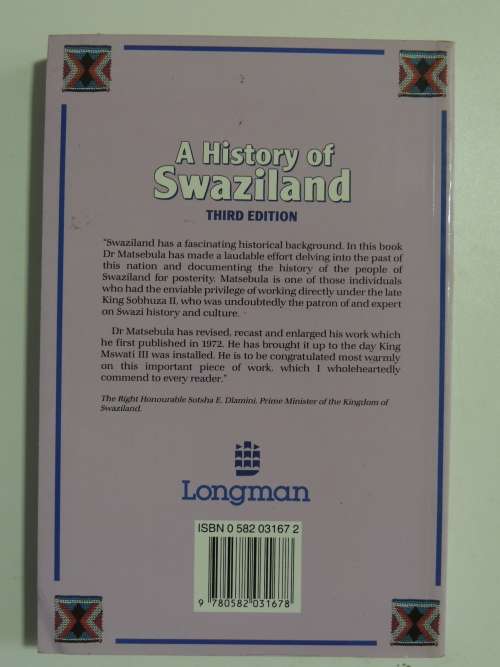 A History of
Swaziland
THIRD EDITION
"Swaziland has a fascinating historical background. In this book
Dr Matsebula has made a laudable effort delving into the past of
this nation and documenting the history of the people of
Swaziland for posterity. Matsebula is one of those individuals
who had the enviable privilege of working directly under the late
King Sobhuza II, who was undoubtedly the patron of and expert
on Swazi history and culture.
Dr Matsebula has revised, recast and enlarged his work which
he first published in 1972. He has brought it up to the day King
Mswati III was installed. He is to be congratulated most warmly
on this important piece of work, which I wholeheartedly
commend to every reader."
The Right Honourable Sotsha E. Dlamini, Prime Minister of the Kingdom of
Swaziland.
Longman
ISBN 0 582 03167 2
9 780582 031678